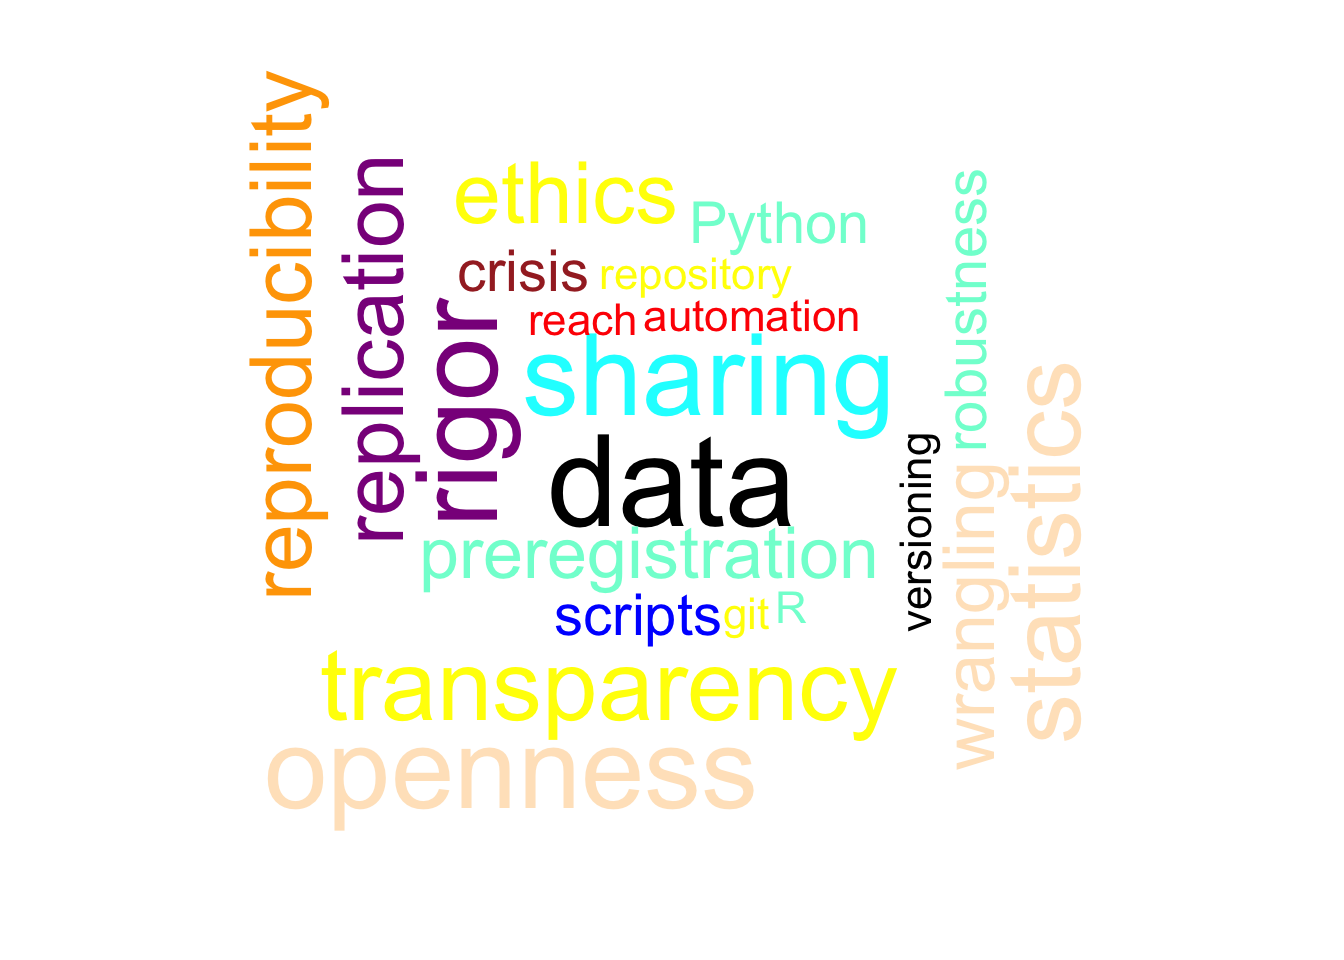 reproducibility
replication
rigor
ethics
Python
crisis
repository
reach
automation
sharing
data
preregistration
scripts
git
R
transparency
openness
versioning
robustness
wrangling
statistics